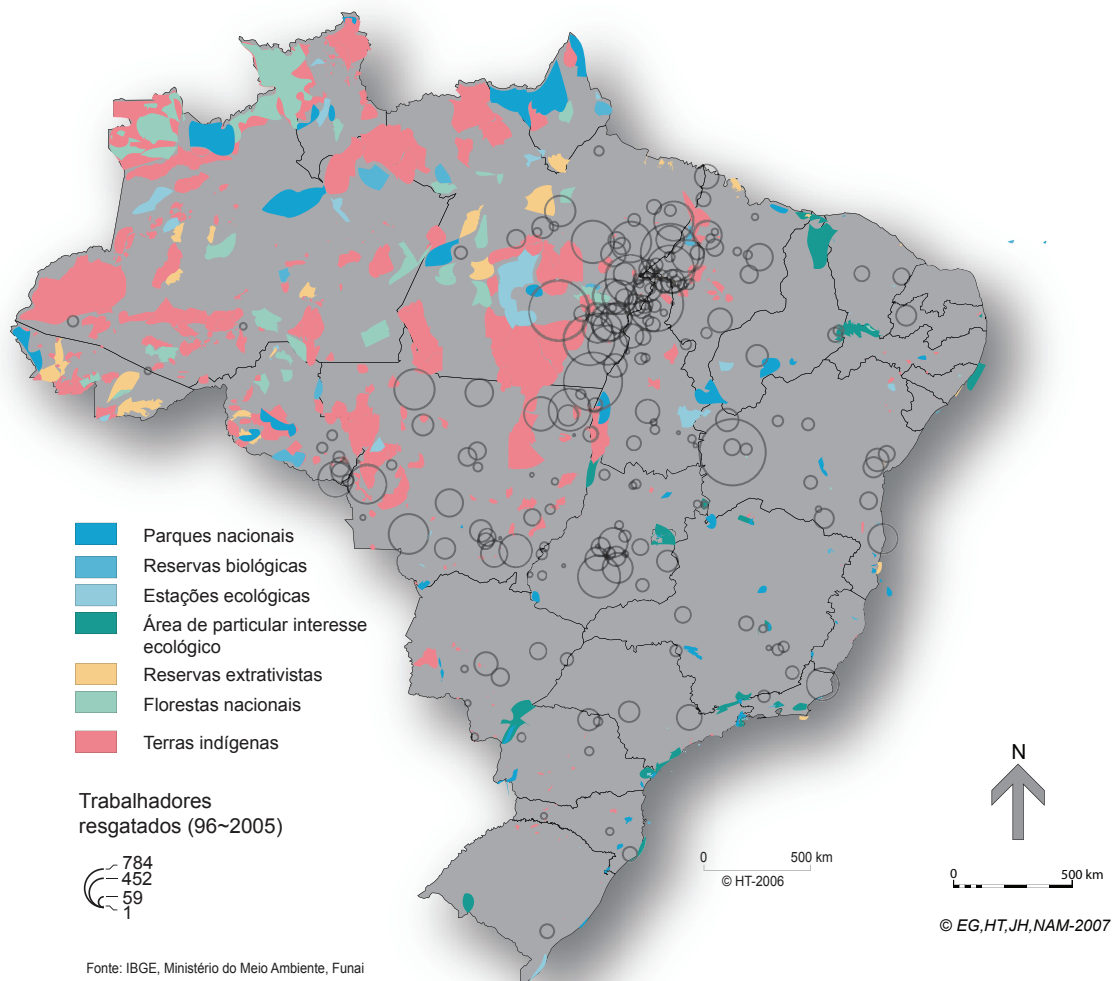 Parques nacionais
Reservas biológicas
Estações ecológicas
Área de particular interesse
ecológico
Reservas extrativistas
Florestas nacionais
Terras indígenas
Trabalhadores
resgatados (96~2005)
784
452
59
1
Fonte: IBGE, Ministério do Meio Ambiente, Funai
0 500 km
© HT-2006
N
0 500 km
© EG,HT,JH,NAM-2007